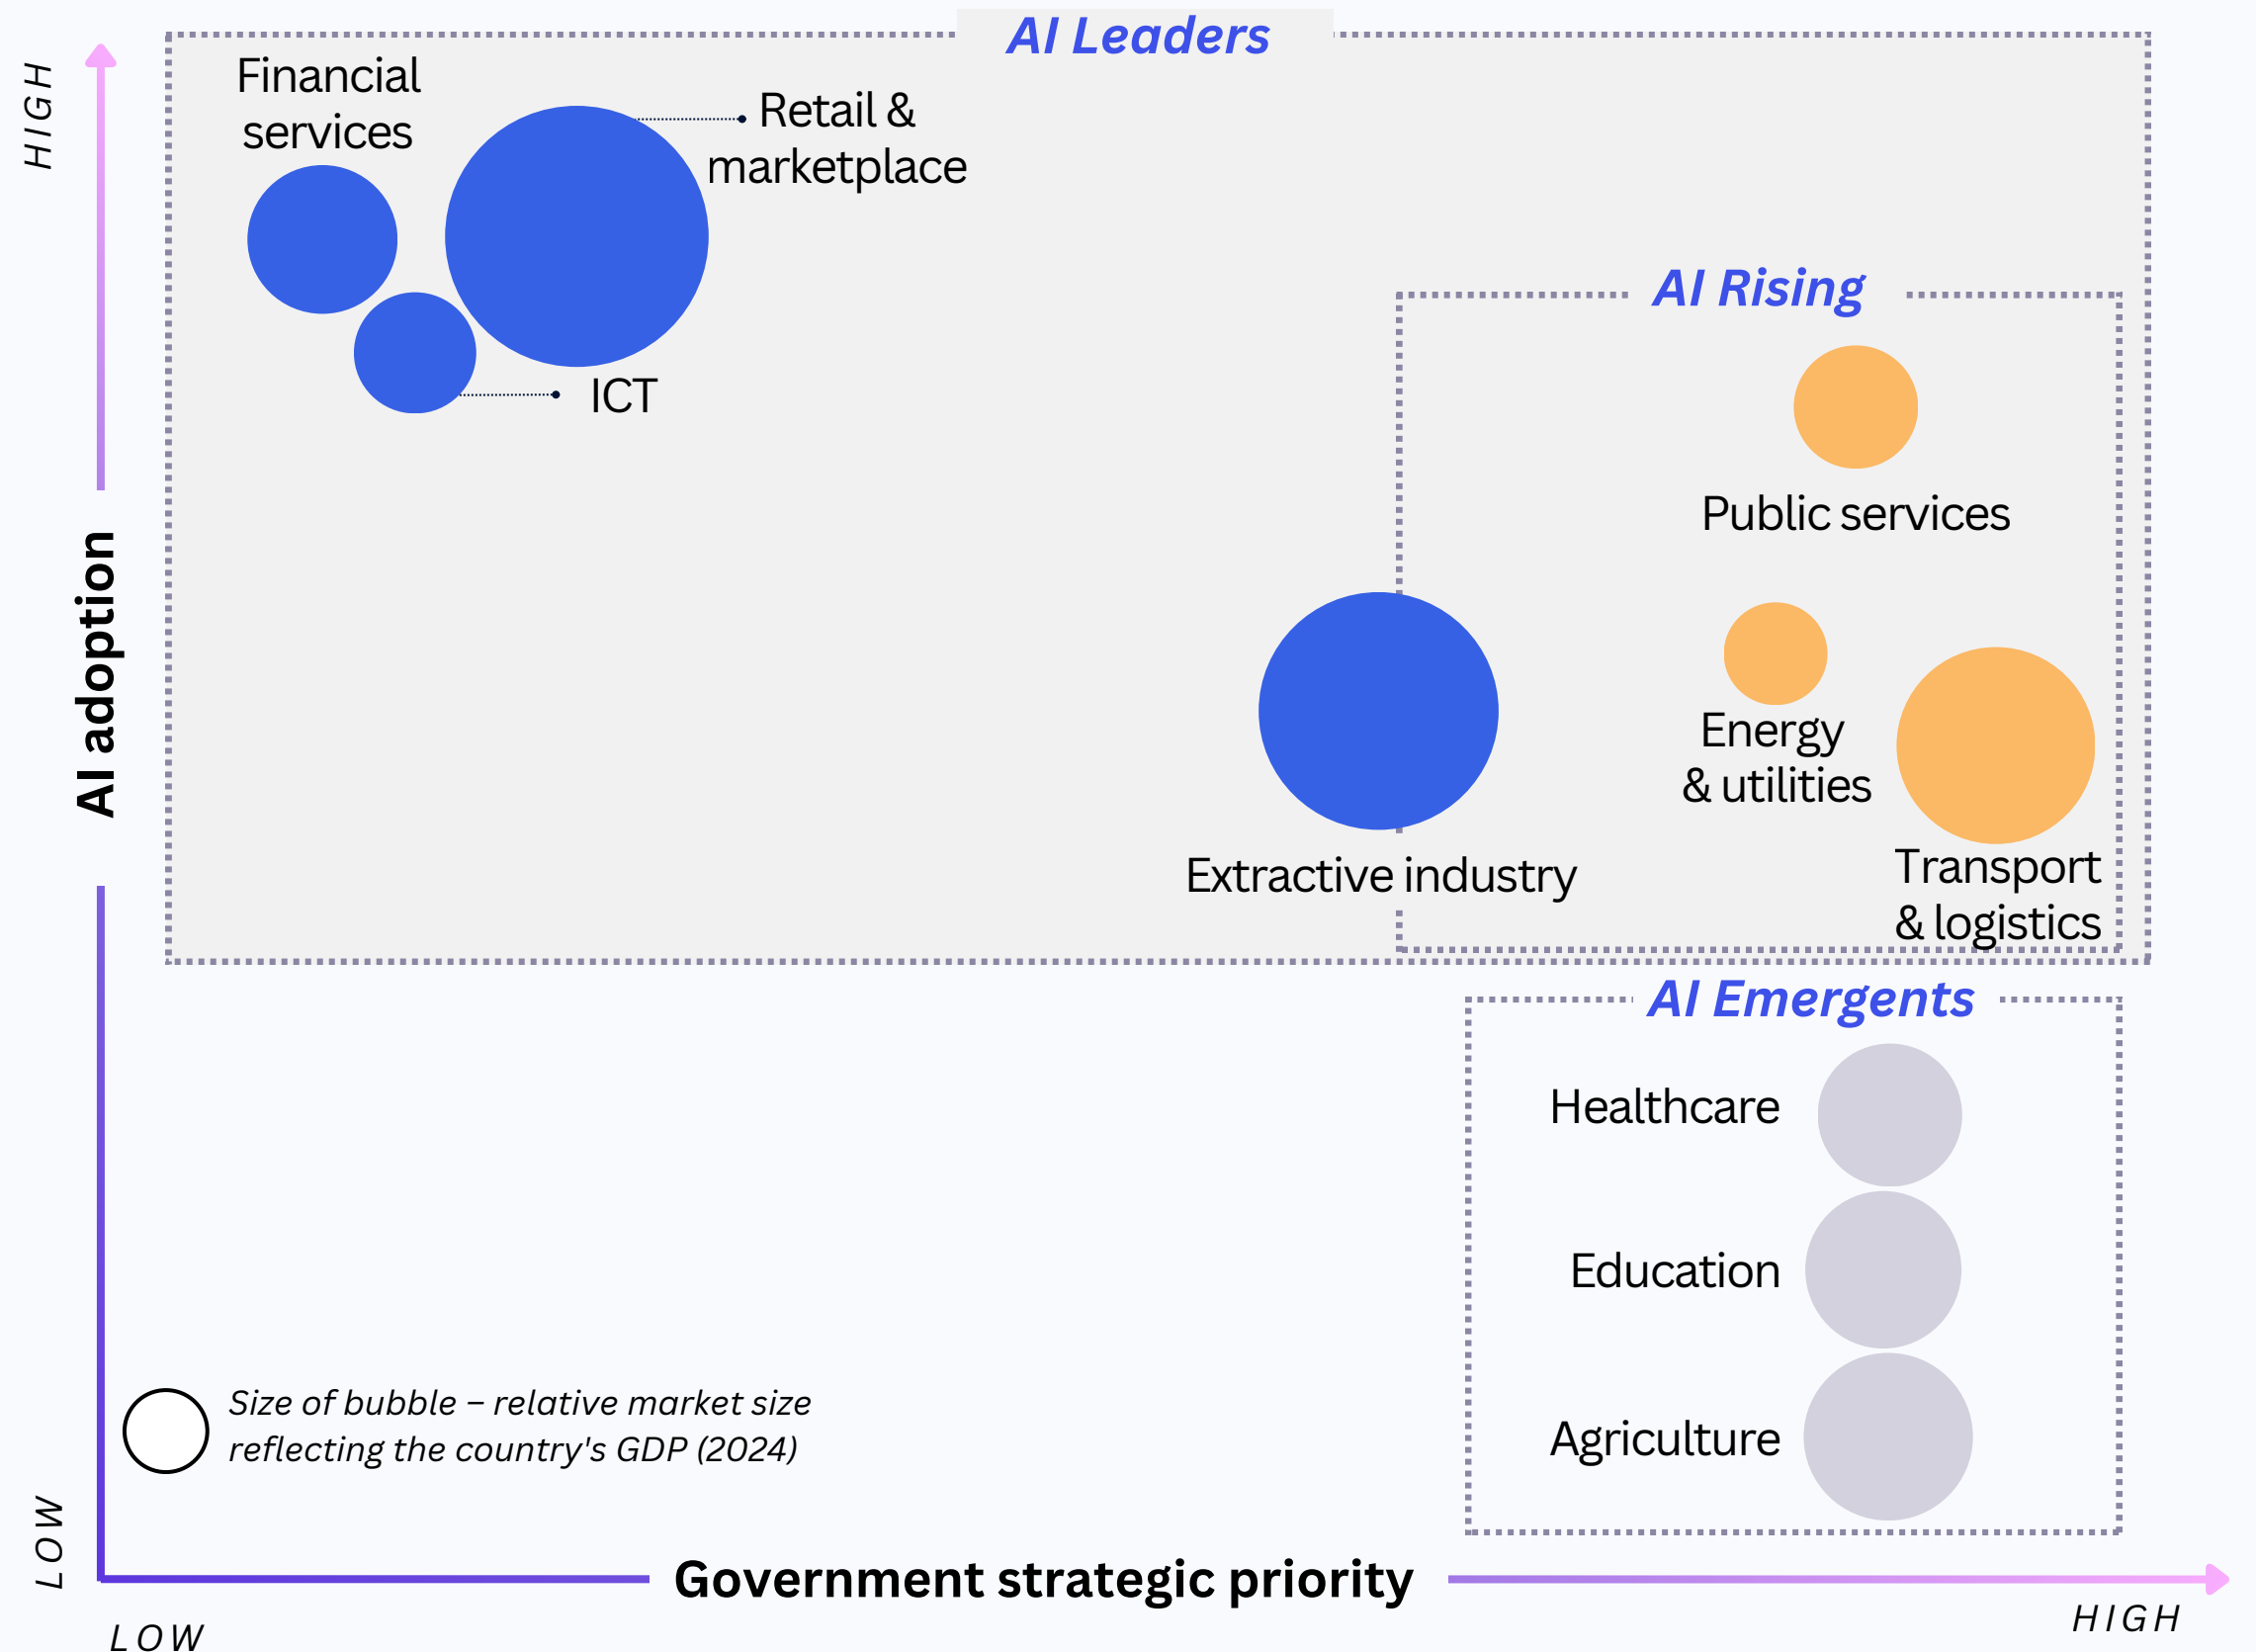 AI Leaders
HIGH
Financial
services
Retail &
marketplace
ICT
AI Rising
Public services
Energy
& utilities
Transport
& logistics
Extractive industry
AI adoption
AI Emergents
Healthcare
Education
Agriculture
Size of bubble – relative market size
reflecting the country's GDP (2024)
LOW
Government strategic priority
LOW
HIGH